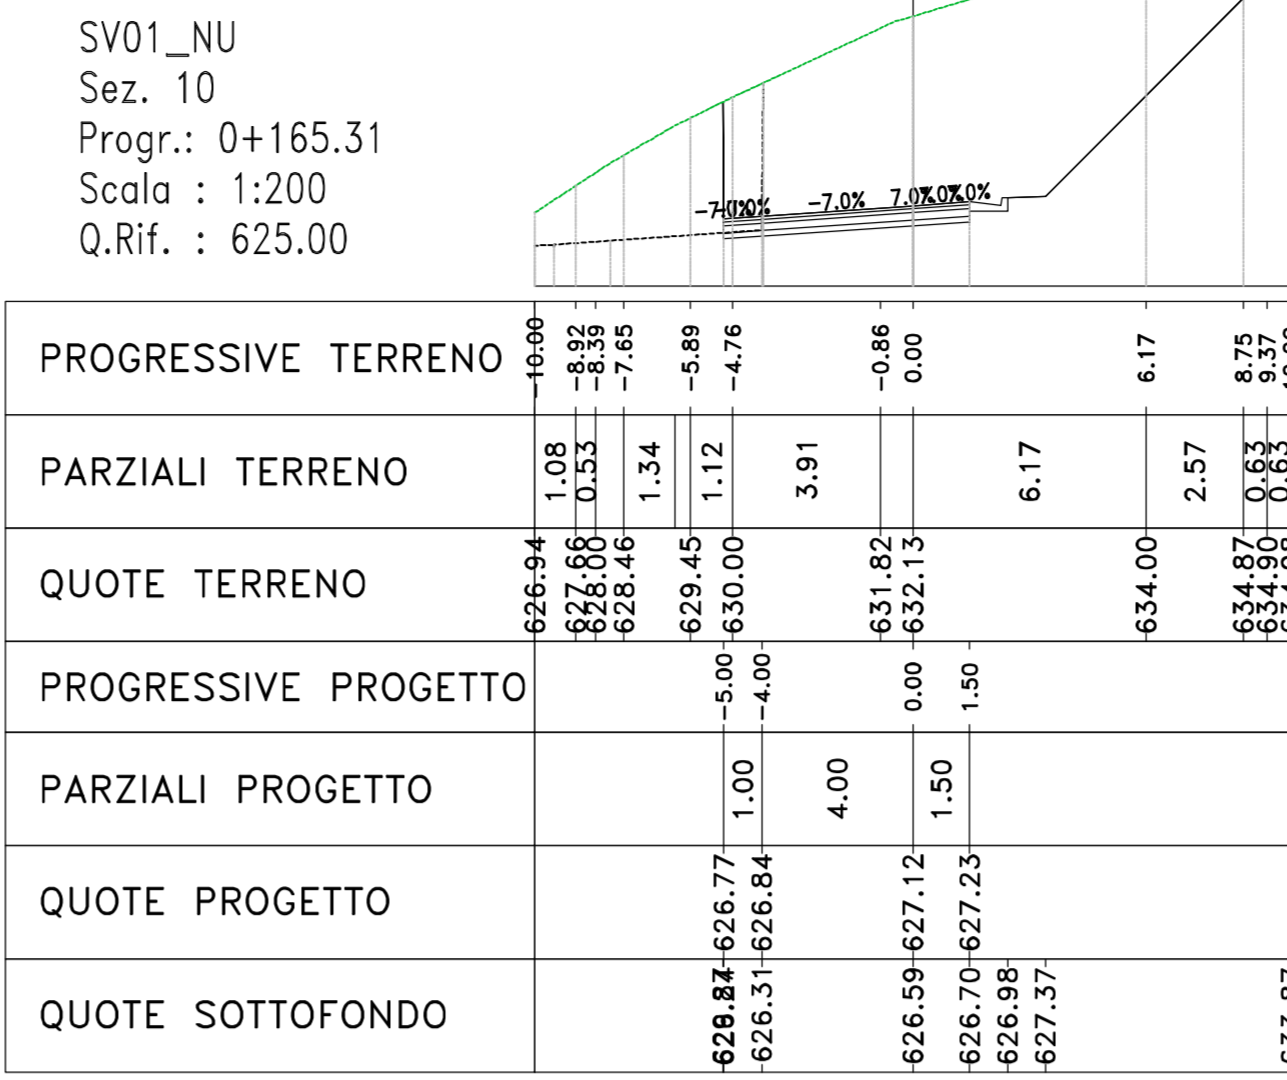 SV01_NU
Sez. 10
Progr.: 0+165.31
Scala : 1:200
Q.Rif. : 625.00
-7.0% 7.0% 7.0%
PROGRESSIVE TERRENO -10.00 -8.92 -8.39 -7.65 -5.89 -4.76 -0.86 0.00 6.17 8.75 9.37
PARZIALI TERRENO 1.08 0.53 1.34 1.12 3.91 6.17 2.57 0.63 0.63
QUOTE TERRENO 626.94 627.66 628.00 628.46 629.45 630.00 631.82 632.13 634.00 634.87 634.90
PROGRESSIVE PROGETTO -5.00 -4.00 0.00 1.50
PARZIALI PROGETTO 1.00 4.00 1.50
QUOTE PROGETTO 626.77 626.84 627.12 627.23
QUOTE SOTTOFONDO 626.31 626.59 626.70 626.98 627.37